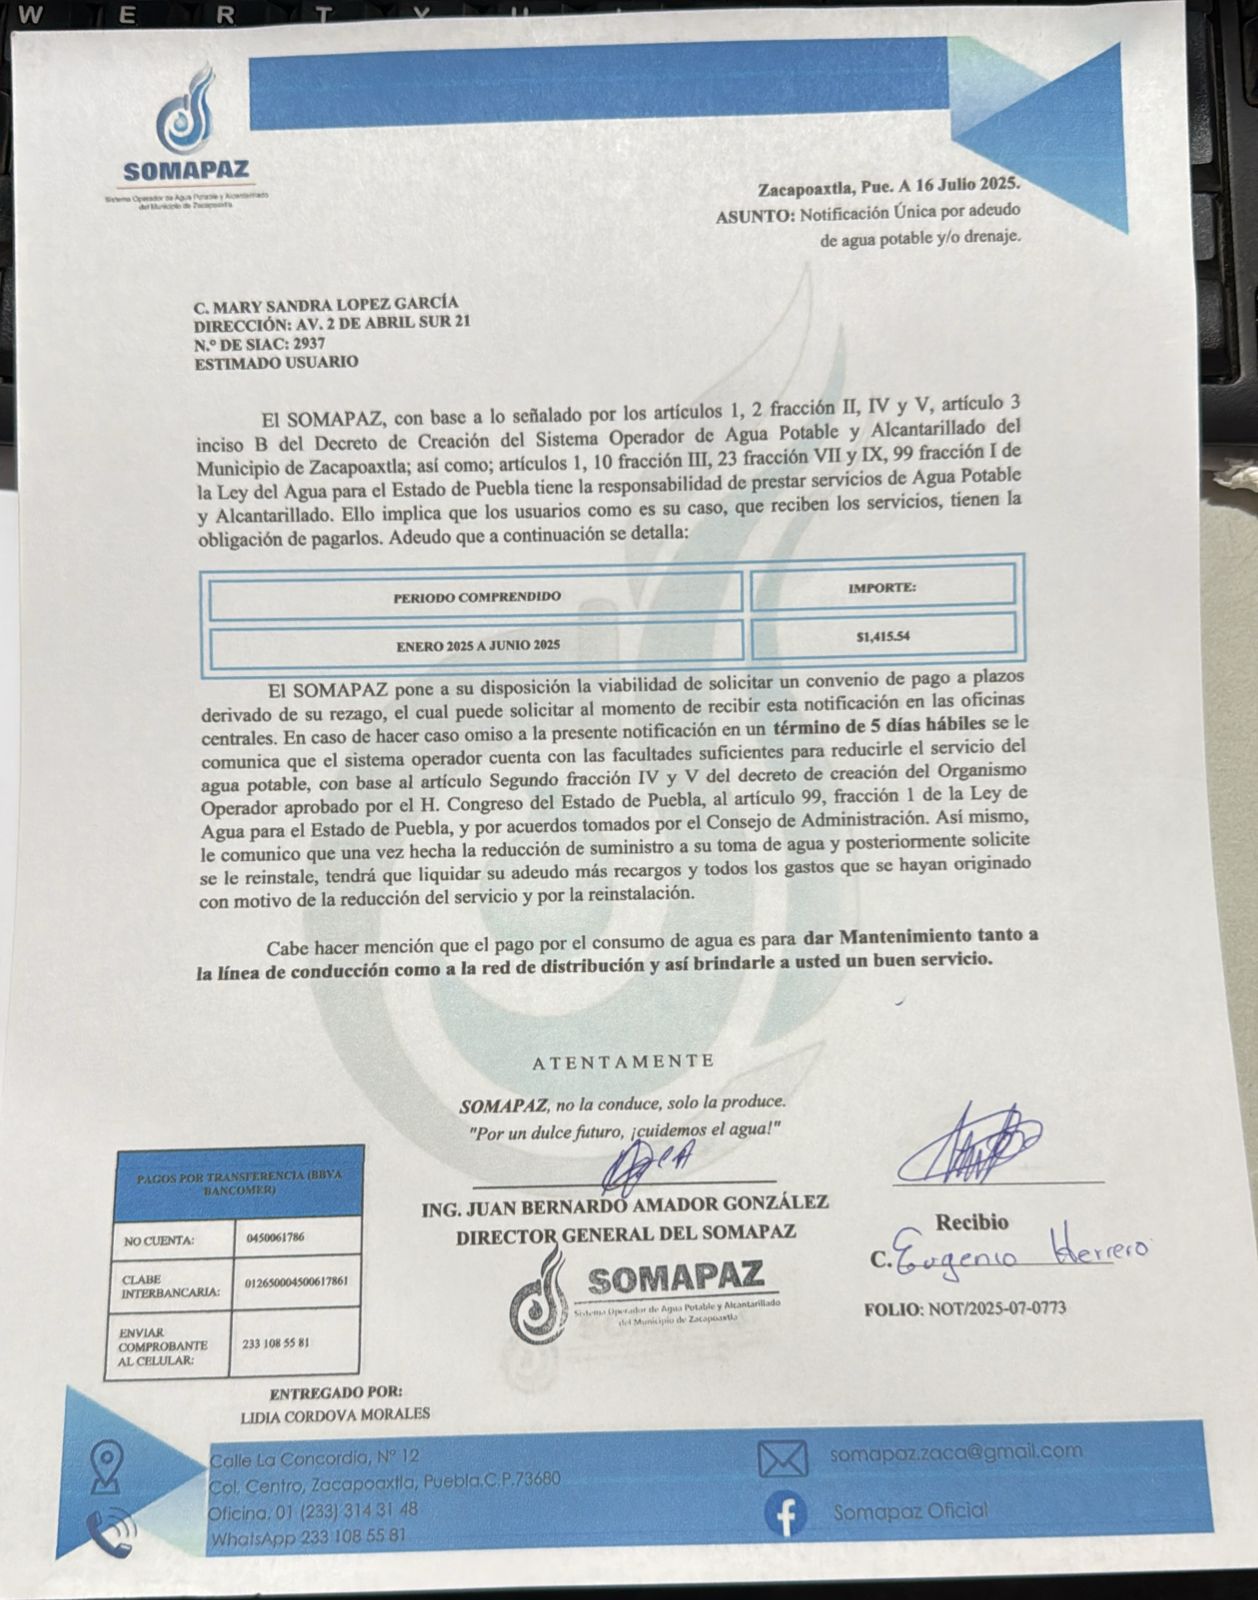 W E R T Y U
SOMAPAZ
Sistema Operador de Agua Potable y Alcantarillado
del Municipio de Zacapoaxtla
Zacapoaxtla, Pue. A 16 Julio 2025.
ASUNTO: Notificación Única por adeudo
de agua potable y/o drenaje.
C. MARY SANDRA LOPEZ GARCÍA
DIRECCIÓN: AV. 2 DE ABRIL SUR 21
N.º DE SIAC: 2937
ESTIMADO USUARIO
El SOMAPAZ, con base a lo señalado por los artículos 1, 2 fracción II, IV y V, artículo 3
inciso B del Decreto de Creación del Sistema Operador de Agua Potable y Alcantarillado del
Municipio de Zacapoaxtla; así como; artículos 1, 10 fracción III, 23 fracción VII y IX, 99 fracción I de
la Ley del Agua para el Estado de Puebla tiene la responsabilidad de prestar servicios de Agua Potable
y Alcantarillado. Ello implica que los usuarios como es su caso, que reciben los servicios, tienen la
obligación de pagarlos. Adeudo que a continuación se detalla:
PERIODO COMPRENDIDO IMPORTE:
ENERO 2025 A JUNIO 2025 $1,415.54
El SOMAPAZ pone a su disposición la viabilidad de solicitar un convenio de pago a plazos
derivado de su rezago, el cual puede solicitar al momento de recibir esta notificación en las oficinas
centrales. En caso de hacer caso omiso a la presente notificación en un término de 5 días hábiles se le
comunica que el sistema operador cuenta con las facultades suficientes para reducirle el servicio del
agua potable, con base al artículo Segundo fracción IV y V del decreto de creación del Organismo
Operador aprobado por el H. Congreso del Estado de Puebla, al artículo 99, fracción 1 de la Ley de
Agua para el Estado de Puebla, y por acuerdos tomados por el Consejo de Administración. Así mismo,
le comunico que una vez hecha la reducción de suministro a su toma de agua y posteriormente solicite
se le reinstale, tendrá que liquidar su adeudo más recargos y todos los gastos que se hayan originado
con motivo de la reducción del servicio y por la reinstalación.
Cabe hacer mención que el pago por el consumo de agua es para dar Mantenimiento tanto a
la línea de conducción como a la red de distribución y así brindarle a usted un buen servicio.
ATENTAMENTE
SOMAPAZ, no la conduce, solo la produce.
"Por un dulce futuro, ¡cuidemos el agua!"
ING. JUAN BERNARDO AMADOR GONZÁLEZ
DIRECTOR GENERAL DEL SOMAPAZ
SOMAPAZ
Sistema Operador de Agua Potable y Alcantarillado
del Municipio de Zacapoaxtla
Recibio
C. Eugenio Herrero
FOLIO: NOT/2025-07-0773
PAGOS POR TRANSFERENCIA (BBVA
BANCOMER)
NO CUENTA: 0450061786
CLABE
INTERBANCARIA: 012650004500617861
ENVIAR
COMPROBANTE
AL CELULAR: 233 108 55 81
ENTREGADO POR:
LIDIA CORDOVA MORALES
Calle La Concordia, Nº 12
Col. Centro, Zacapoaxtla, Puebla.C.P.73680
Oficina. 01 (233) 314 31 48
WhatsApp 233 108 55 81
somapaz.zaca@gmail.com
Somapaz Oficial